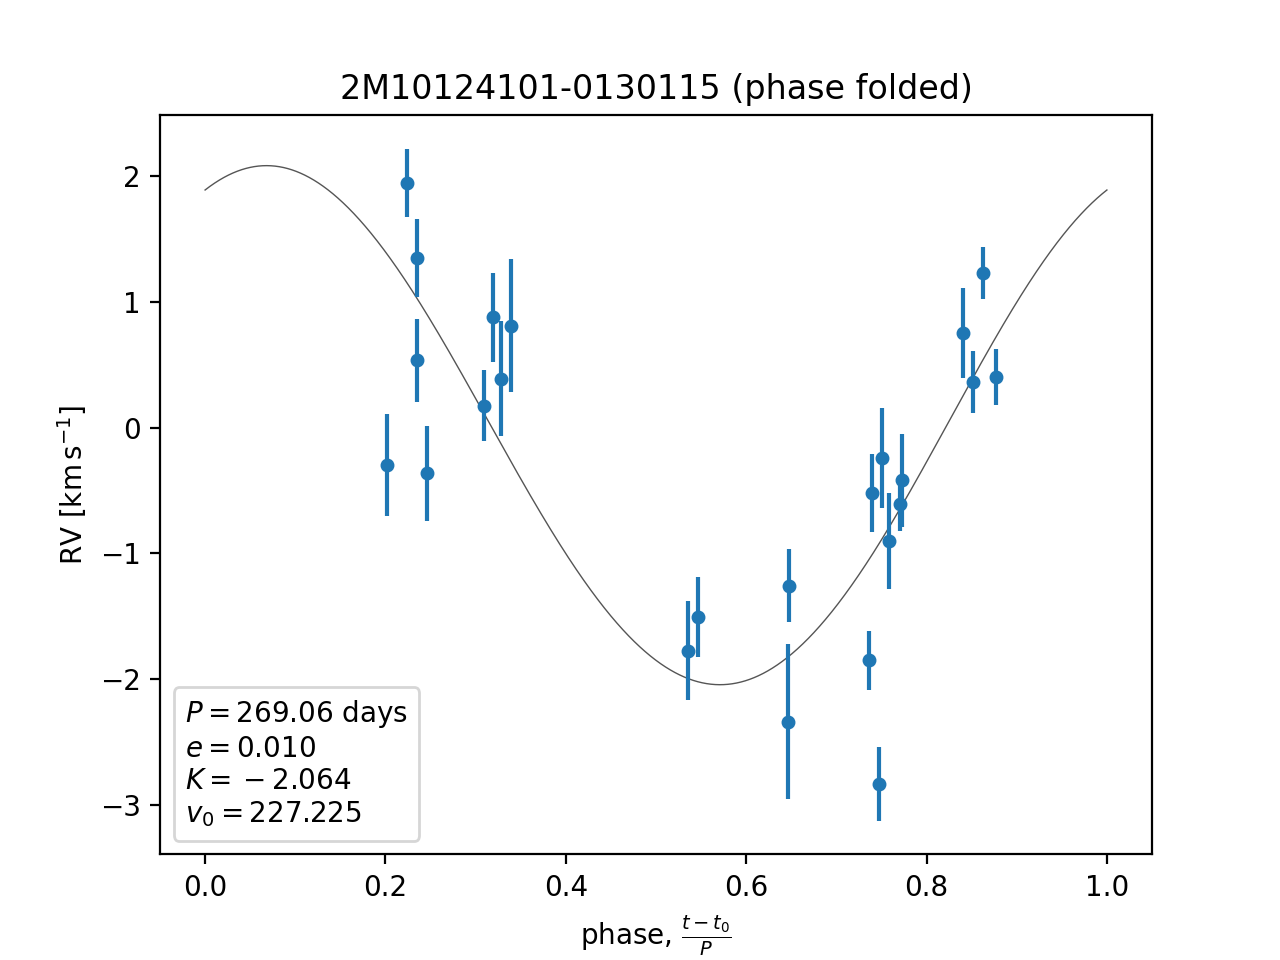 2M10124101-0130115 (phase folded)
RV [km s⁻¹]
2
1
0
−1
−2
−3
P = 269.06 days
e = 0.010
K = −2.064
v₀ = 227.225
0.0 0.2 0.4 0.6 0.8 1.0
phase, \frac{t − t₀}{P}